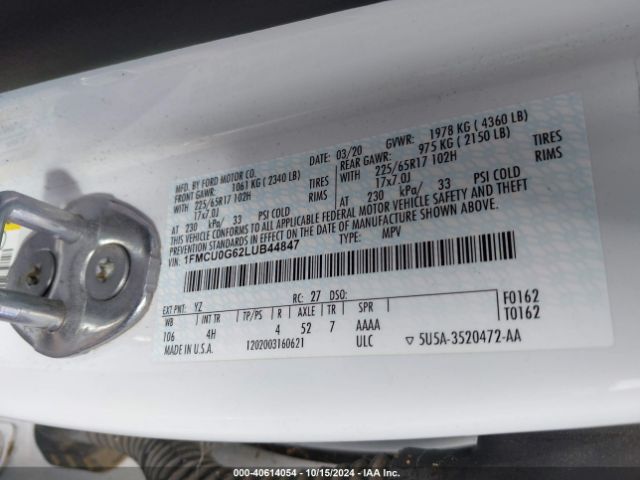 MFD. BY FORD MOTOR CO.
DATE: 03/20 GVWR: 1978 KG ( 4360 LB)
FRONT GAWR: 1061 KG ( 2340 LB) REAR GAWR: 975 KG ( 2150 LB)
WITH 225/65R17 102H TIRES WITH 225/65R17 102H TIRES
17x7.0J RIMS 17x7.0J RIMS
AT 230 kPa/ 33 PSI COLD AT 230 kPa/ 33 PSI COLD
THIS VEHICLE CONFORMS TO ALL APPLICABLE FEDERAL MOTOR VEHICLE SAFETY AND THEFT
PREVENTION STANDARDS IN EFFECT ON THE DATE OF MANUFACTURE SHOWN ABOVE.
1FMCU0G62LUB44847 TYPE: MPV
EXT PNT: YZ RC: 27 DSO: F0162
WB INT TR TP/PS R AXLE TR SPR T0162
106 4H 4 52 7 AAAA
1202003160621 ULC ▽ 5U5A-3520472-AA
MADE IN U.S.A.
000-40614054 - 10/15/2024 - IAA Inc.